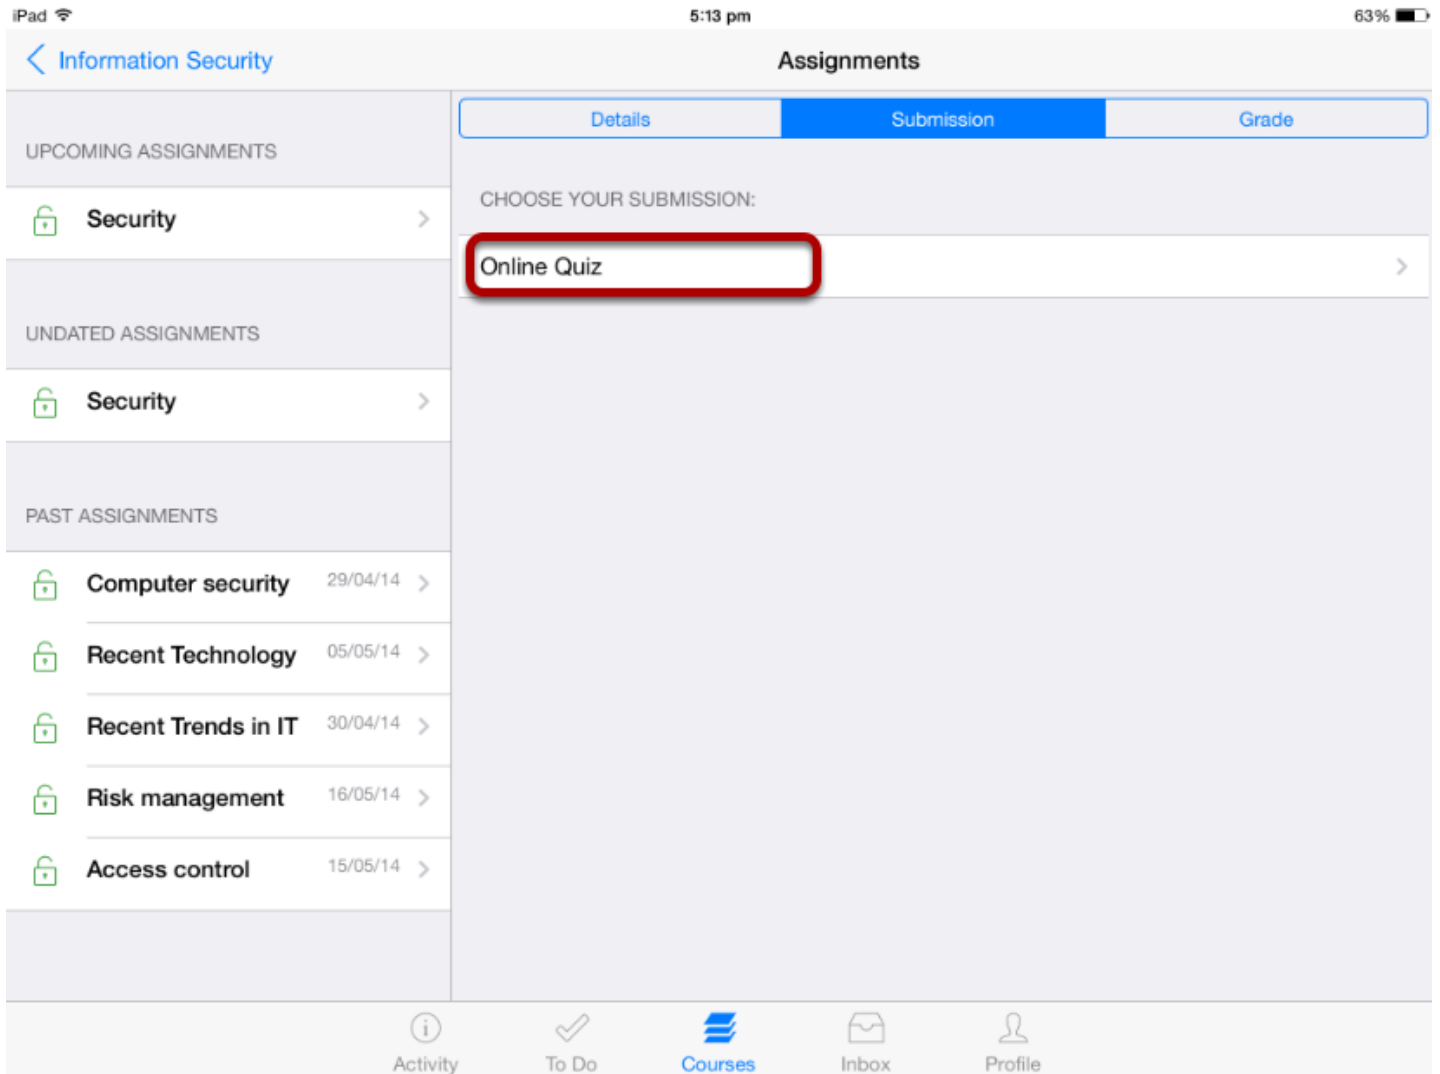 iPad
5:13 pm
63%
Information Security
Assignments
Details
Submission
Grade
UPCOMING ASSIGNMENTS
Security
UNDATED ASSIGNMENTS
Security
PAST ASSIGNMENTS
Computer security 29/04/14
Recent Technology 05/05/14
Recent Trends in IT 30/04/14
Risk management 16/05/14
Access control 15/05/14
CHOOSE YOUR SUBMISSION:
Online Quiz
Activity
To Do
Courses
Inbox
Profile